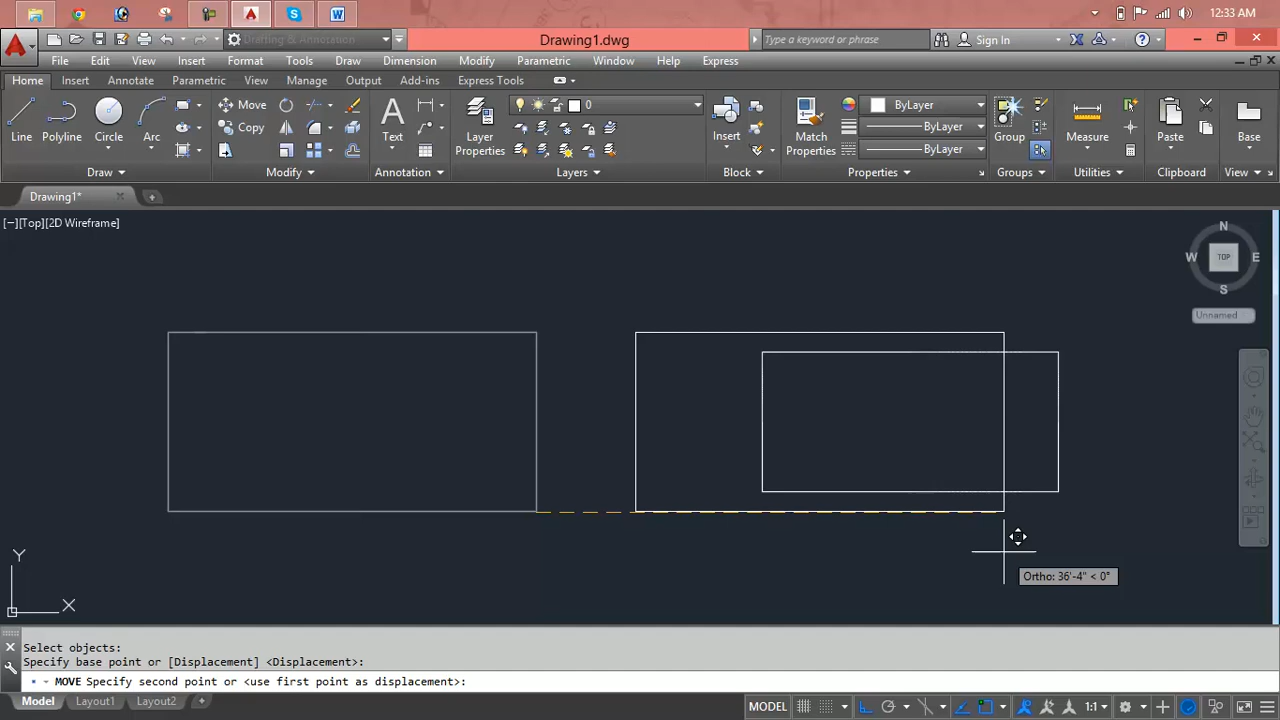 12:33 AM
Drafting & Annotation
Drawing1.dwg
Type a keyword or phrase
Sign In
File Edit View Insert Format Tools Draw Dimension Modify Parametric Window Help Express
Home Insert Annotate Parametric View Manage Output Add-ins Express Tools
Line Polyline Circle Arc
Move
Copy
Text
Layer Properties
0
Insert
Match Properties
ByLayer
ByLayer
ByLayer
Group
Measure
Paste
Base
Draw Modify Annotation Layers Block Properties Groups Utilities Clipboard View
Drawing1*
[−][Top][2D Wireframe]
N
W TOP E
S
Unnamed
Y
X
Ortho: 36'-4" < 0°
Select objects:
Specify base point or [Displacement] <Displacement>:
MOVE Specify second point or <use first point as displacement>:
Model Layout1 Layout2
MODEL 1:1